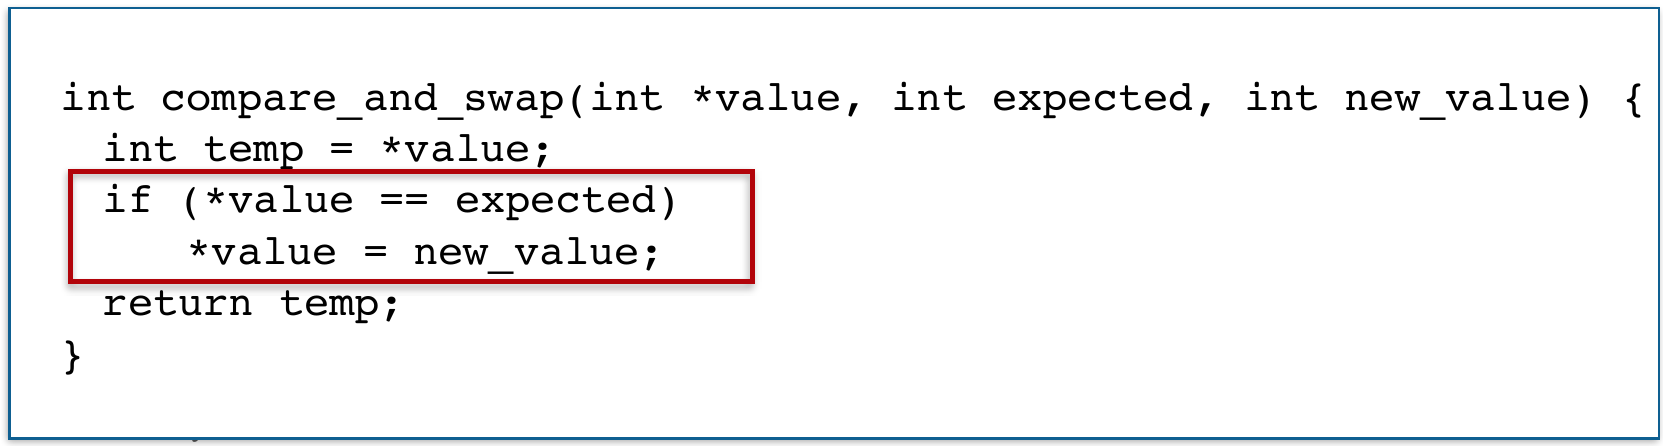 int compare_and_swap(int *value, int expected, int new_value) {
int temp = *value;
if (*value == expected)
*value = new_value;
return temp;
}